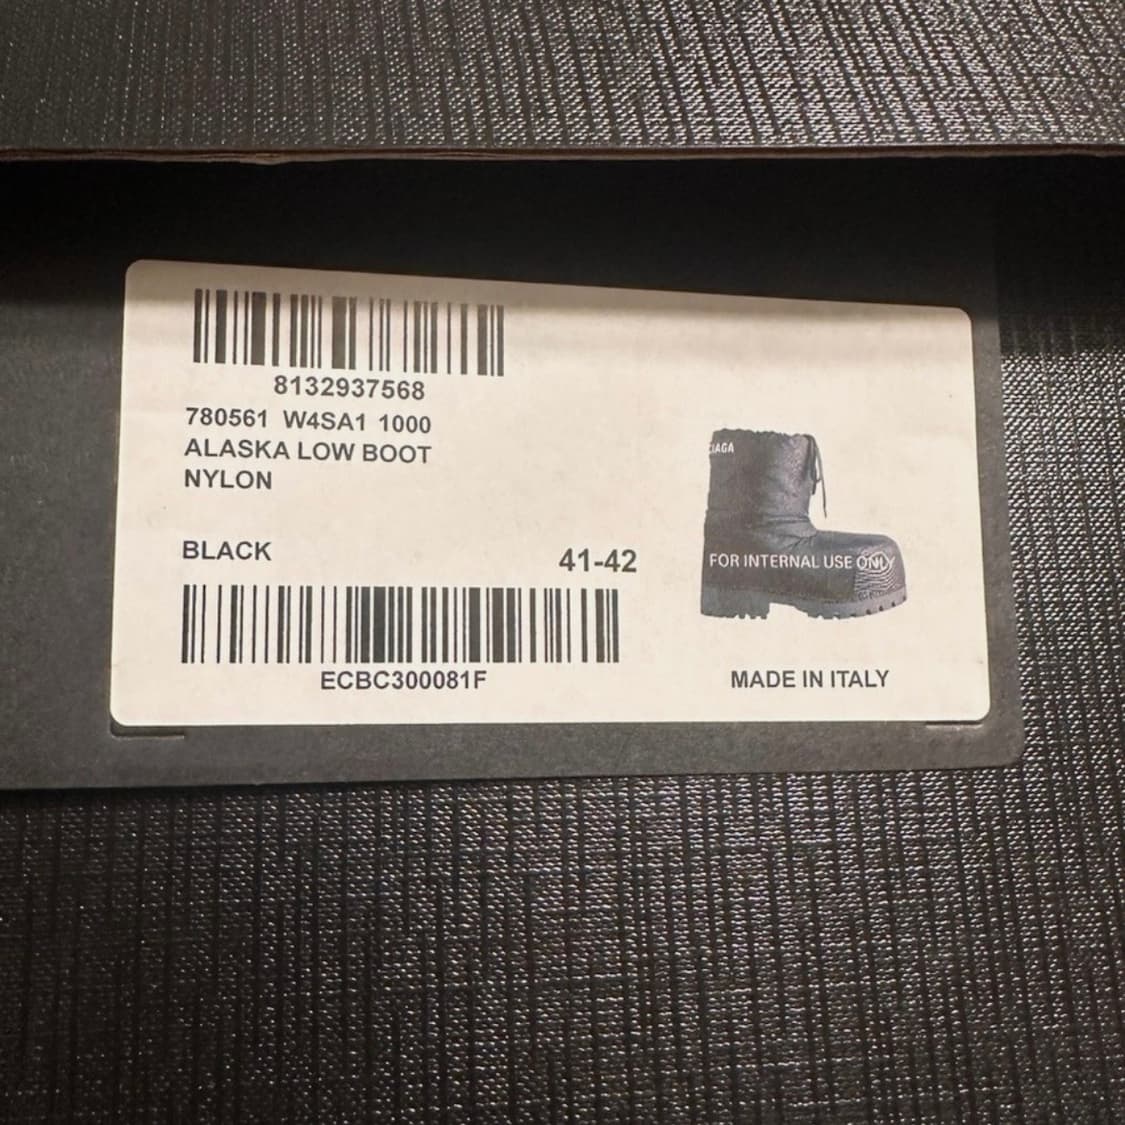 8132937568
780561 W4SA1 1000
ALASKA LOW BOOT
NYLON
BLACK
41-42
ECBC300081F
IAGA
FOR INTERNAL USE ONLY
MADE IN ITALY